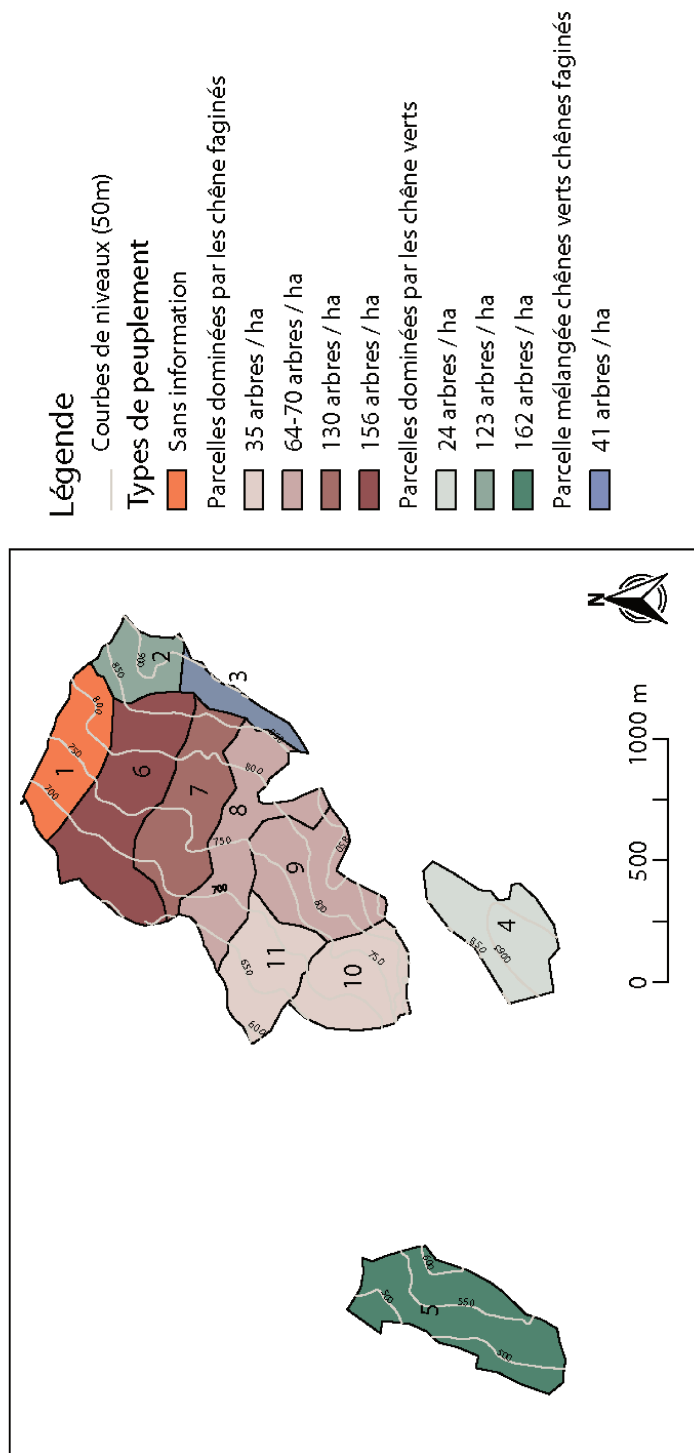 Légende
Courbes de niveaux (50m)
Types de peuplement
Sans information
Parcelles dominées par les chêne faginés
35 arbres / ha
64-70 arbres / ha
130 arbres / ha
156 arbres / ha
Parcelles dominées par les chêne verts
24 arbres / ha
123 arbres / ha
162 arbres / ha
Parcelle mélangée chênes verts chênes faginés
41 arbres / ha
1
700
750
800
850
900
2
3
6
7
8
800
750
700
9
800
850
11
650
600
10
750
4
850
5
500
550
600
500
N
0
500
1000 m